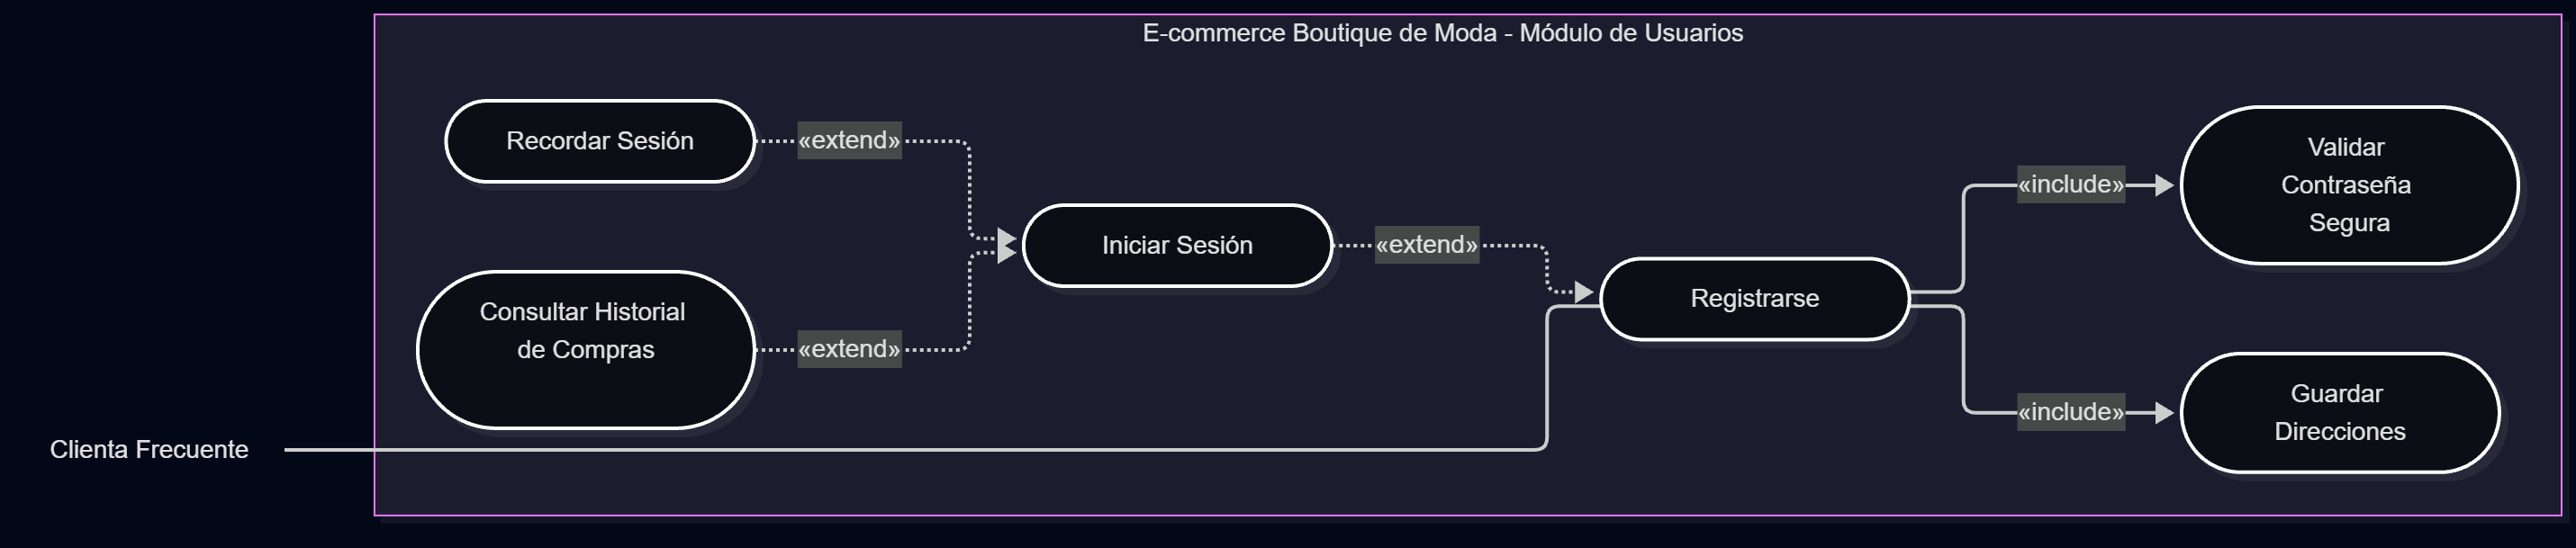 E-commerce Boutique de Moda - Módulo de Usuarios
Recordar Sesión
«extend»
Consultar Historial
de Compras
«extend»
Iniciar Sesión
«extend»
Registrarse
«include»
Validar
Contraseña
Segura
«include»
Guardar
Direcciones
Clienta Frecuente